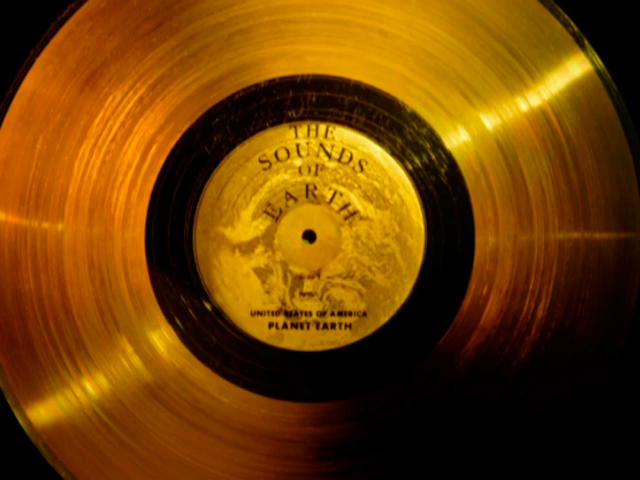 THE
SOUNDS
OF
EARTH
UNITED STATES OF AMERICA
PLANET EARTH